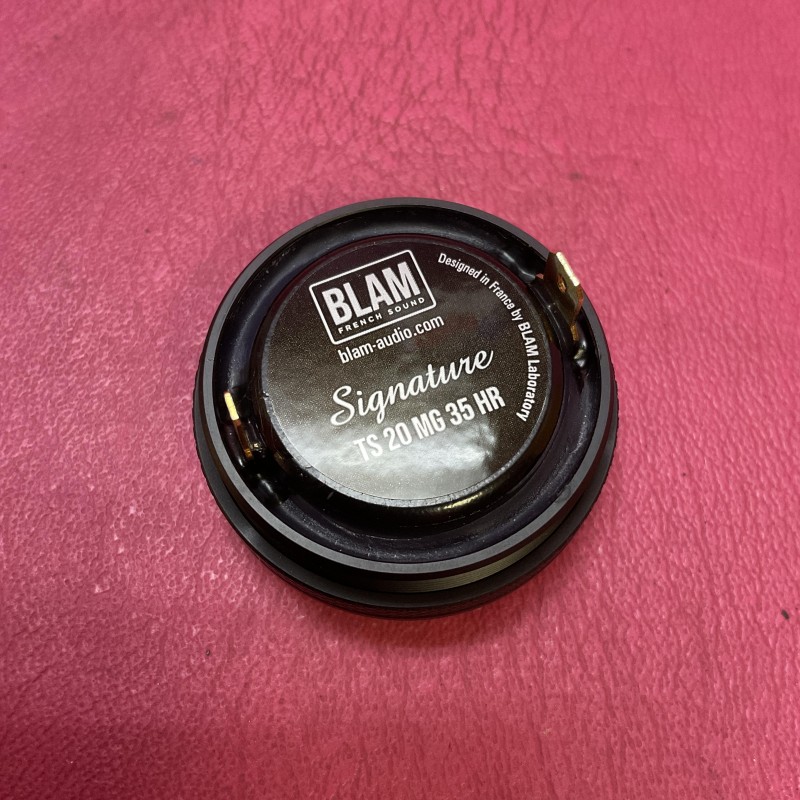 BLAM
FRENCH SOUND
blam-audio.com
Signature
TS 20 MG 35 HR
Designed in France by BLAM Laboratory